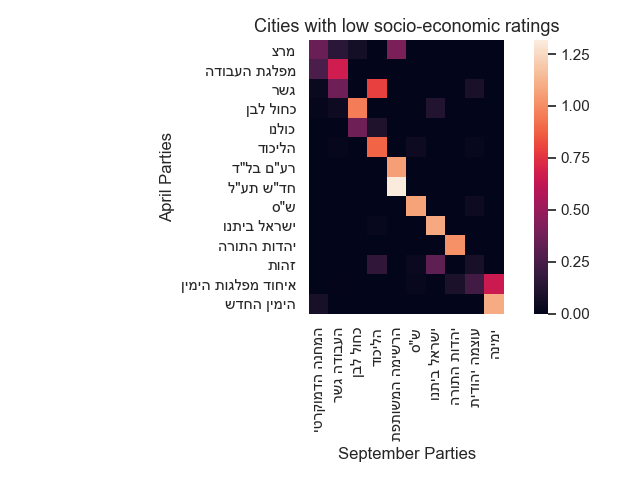 Cities with low socio-economic ratings
מרצ
מפלגת העבודה
גשר
כחול לבן
כולנו
הליכוד
רע"ם בל"ד
חד"ש תע"ל
ש"ס
ישראל ביתנו
יהדות התורה
זהות
איחוד מפלגות הימין
הימין החדש
April Parties
המחנה הדמוקרטי
העבודה גשר
כחול לבן
הליכוד
הרשימה המשותפת
ש"ס
ישראל ביתנו
יהדות התורה
עוצמה יהודית
ימינה
September Parties
1.25
1.00
0.75
0.50
0.25
0.00